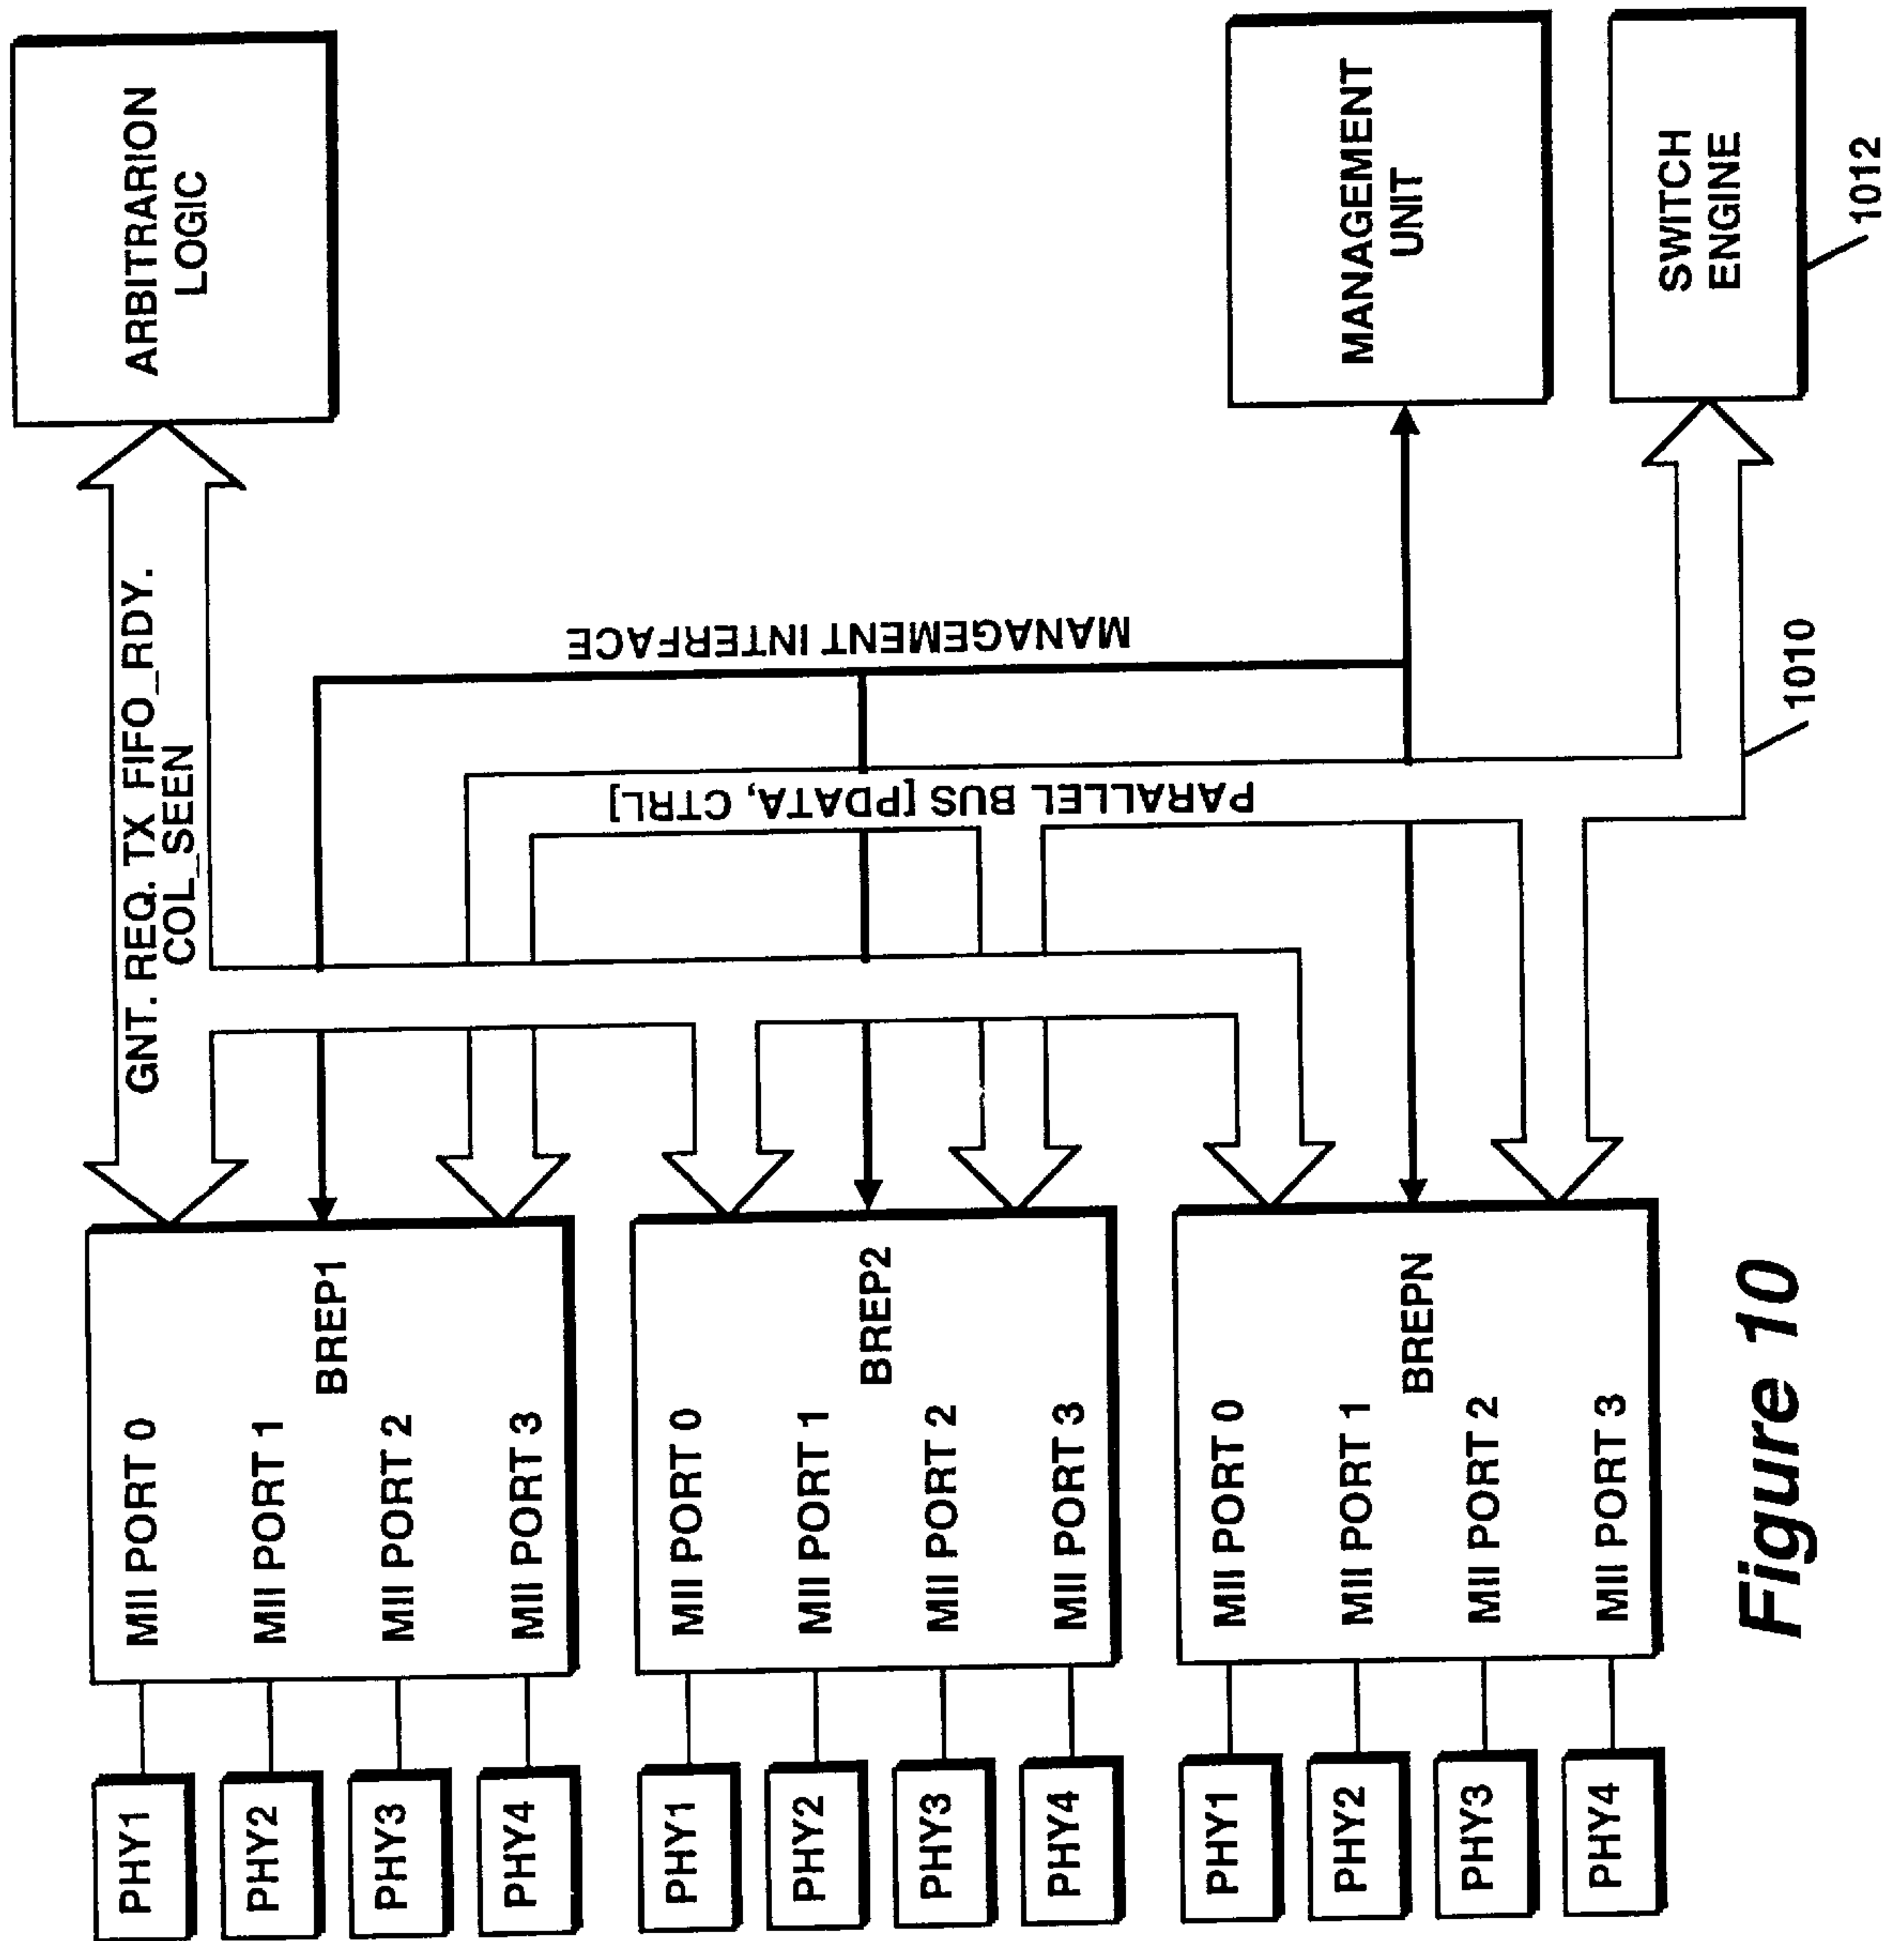 PHY1
PHY2
PHY3
PHY4
PHY1
PHY2
PHY3
PHY4
PHY1
PHY2
PHY3
PHY4
MII PORT 0
MII PORT 1
MII PORT 2
MII PORT 3
BREP1
MII PORT 0
MII PORT 1
MII PORT 2
MII PORT 3
BREP2
MII PORT 0
MII PORT 1
MII PORT 2
MII PORT 3
BREPN
GNT. REQ. TX FIFO_RDY.
COL_SEEN
PARALLEL BUS [PDATA, CTRL]
MANAGEMENT INTERFACE
1010
ARBITRARION
LOGIC
MANAGEMENT
UNIT
SWITCH
ENGINE
1012
Figure 10